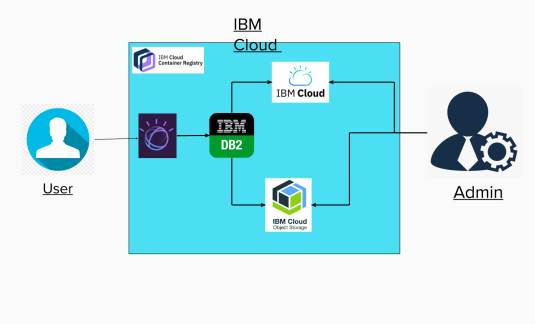 IBM
Cloud
IBM Cloud
Container Registry
IBM Cloud
IBM
DB2
User
Admin
IBM Cloud
Object Storage